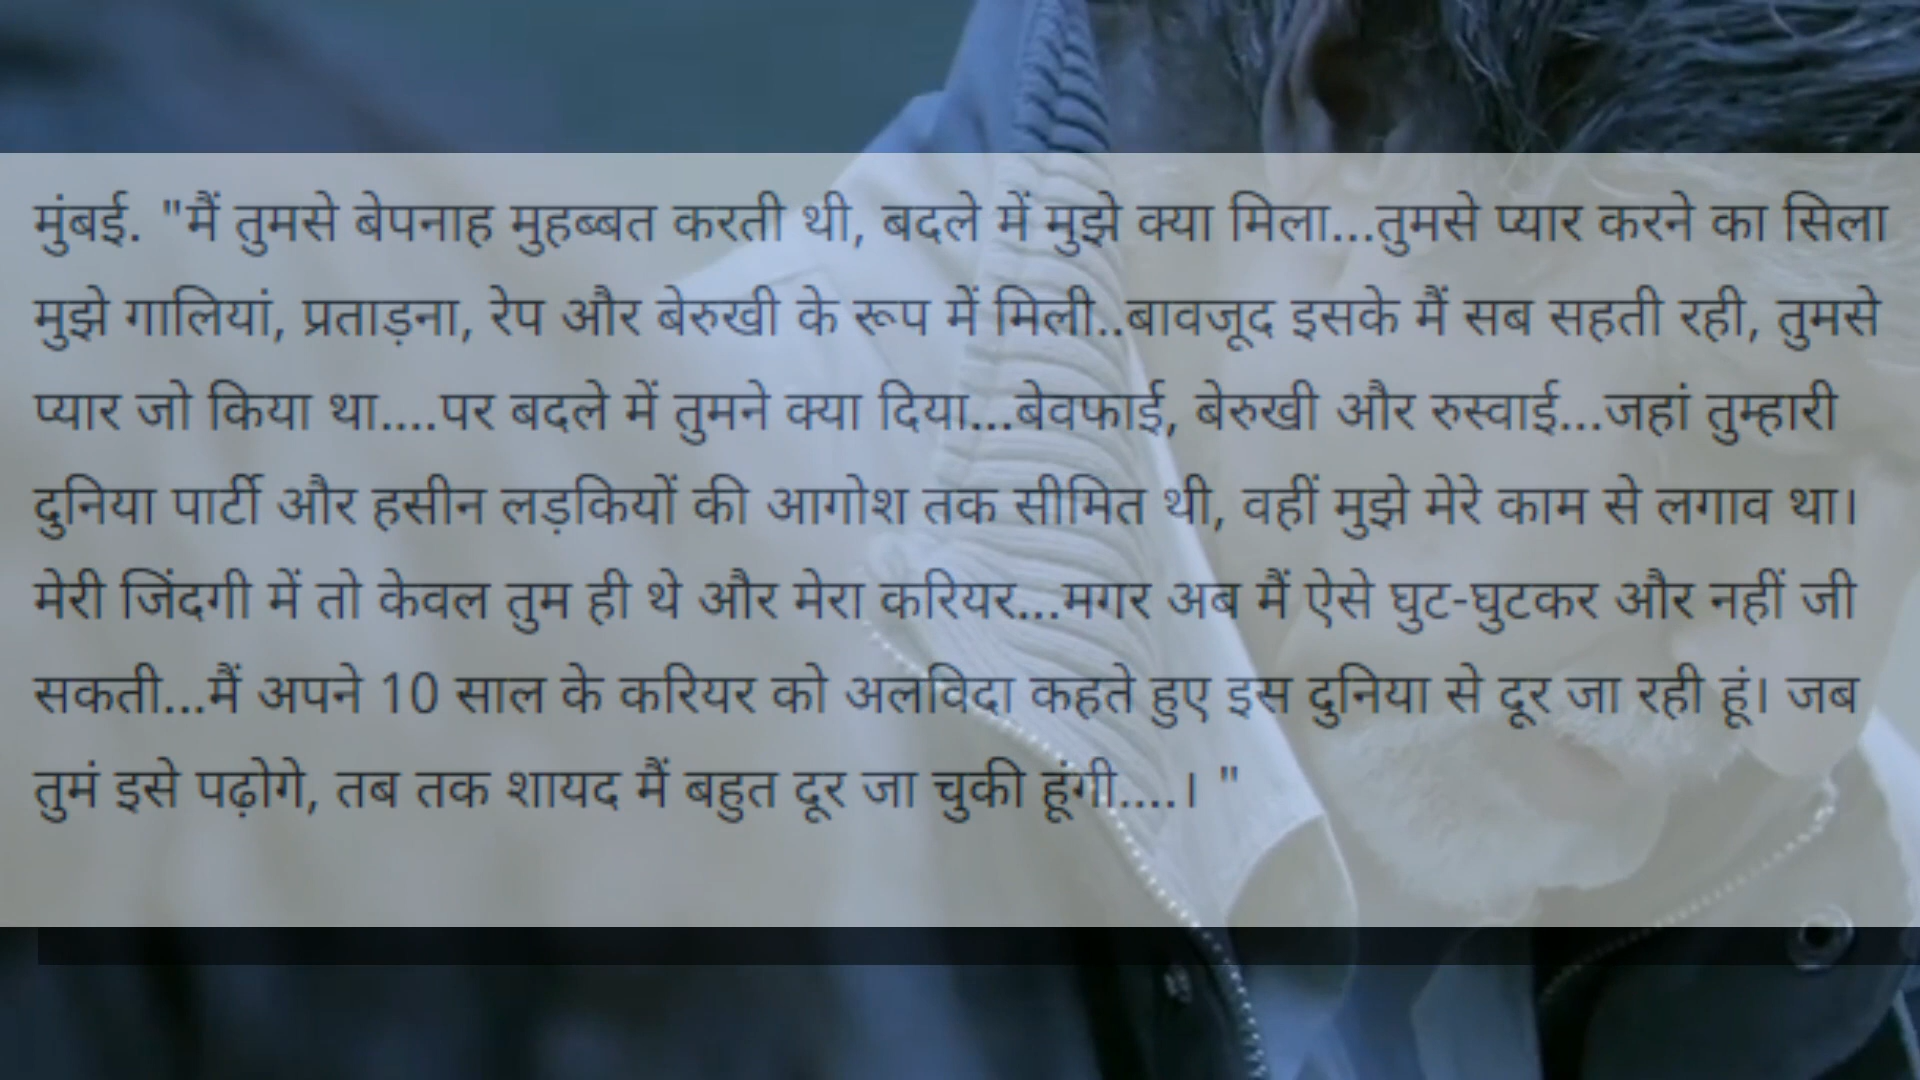 मुंबई. "मैं तुमसे बेपनाह मुहब्बत करती थी, बदले में मुझे क्या मिला...तुमसे प्यार करने का सिला
मुझे गालियां, प्रताड़ना, रेप और बेरुखी के रूप में मिली..बावजूद इसके मैं सब सहती रही, तुमसे
प्यार जो किया था....पर बदले में तुमने क्या दिया...बेवफाई, बेरुखी और रुस्वाई...जहां तुम्हारी
दुनिया पार्टी और हसीन लड़कियों की आगोश तक सीमित थी, वहीं मुझे मेरे काम से लगाव था।
मेरी जिंदगी में तो केवल तुम ही थे और मेरा करियर...मगर अब मैं ऐसे घुट-घुटकर और नहीं जी
सकती...मैं अपने 10 साल के करियर को अलविदा कहते हुए इस दुनिया से दूर जा रही हूं। जब
तुमं इसे पढ़ोगे, तब तक शायद मैं बहुत दूर जा चुकी हूंगी....। "